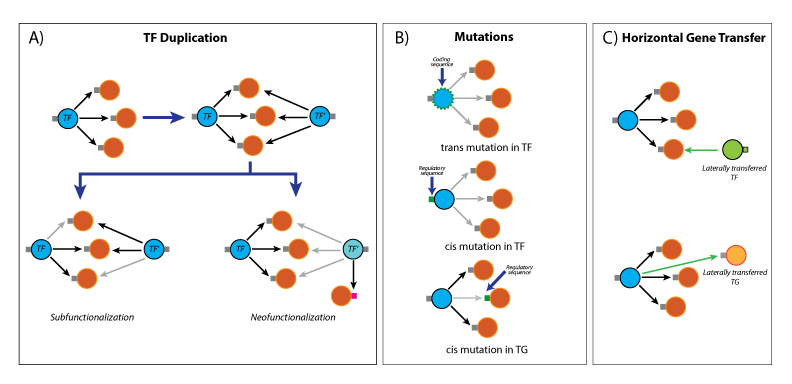 A)
TF Duplication
TF
TF
TF'
TF
TF'
TF
TF'
Subfunctionalization
Neofunctionalization
B)
Mutations
Coding
sequence
trans mutation in TF
Regulatory
sequence
cis mutation in TF
Regulatory
sequence
cis mutation in TG
C)
Horizontal Gene Transfer
Laterally transferred
TF
Laterally transferred
TG